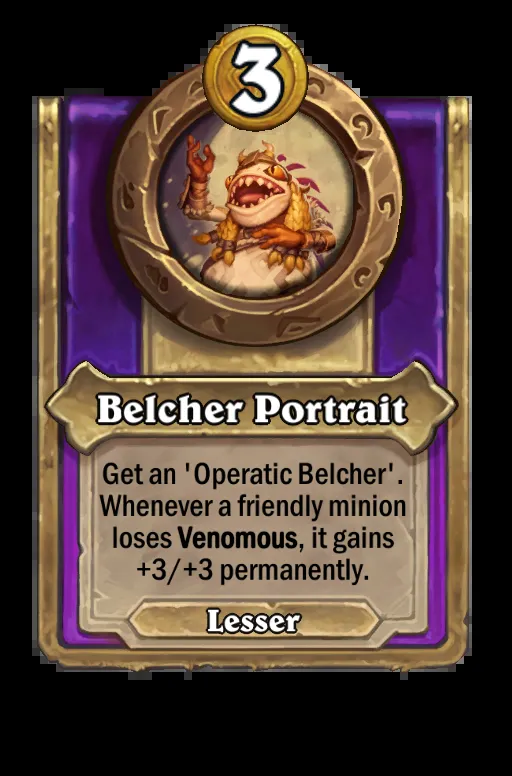 3
Belcher Portrait
Get an 'Operatic Belcher'.
Whenever a friendly minion
loses Venomous, it gains
+3/+3 permanently.
Lesser